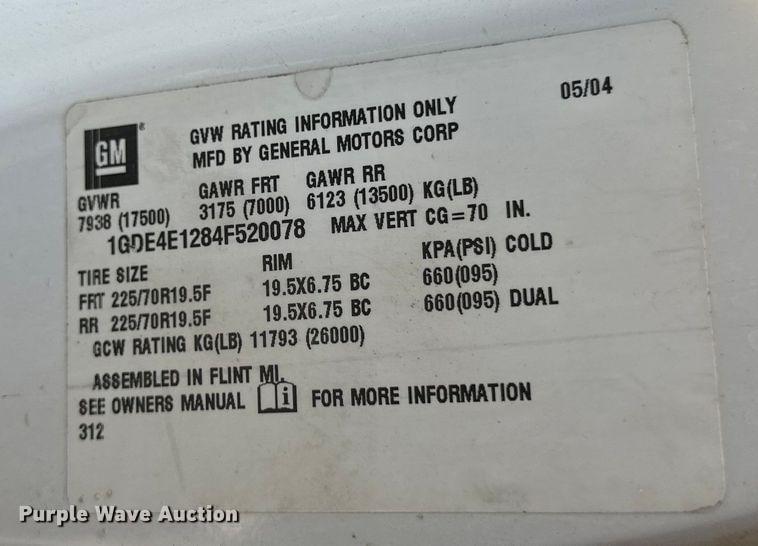 05/04
GM
®
GVW RATING INFORMATION ONLY
MFD BY GENERAL MOTORS CORP
GVWR GAWR FRT GAWR RR
7938 (17500) 3175 (7000) 6123 (13500) KG(LB)
1GDE4E1284F520078 MAX VERT CG=70 IN.
TIRE SIZE RIM KPA(PSI) COLD
FRT 225/70R19.5F 19.5X6.75 BC 660(095)
RR 225/70R19.5F 19.5X6.75 BC 660(095) DUAL
GCW RATING KG(LB) 11793 (26000)
ASSEMBLED IN FLINT MI.
SEE OWNERS MANUAL i FOR MORE INFORMATION
312
Purple Wave Auction